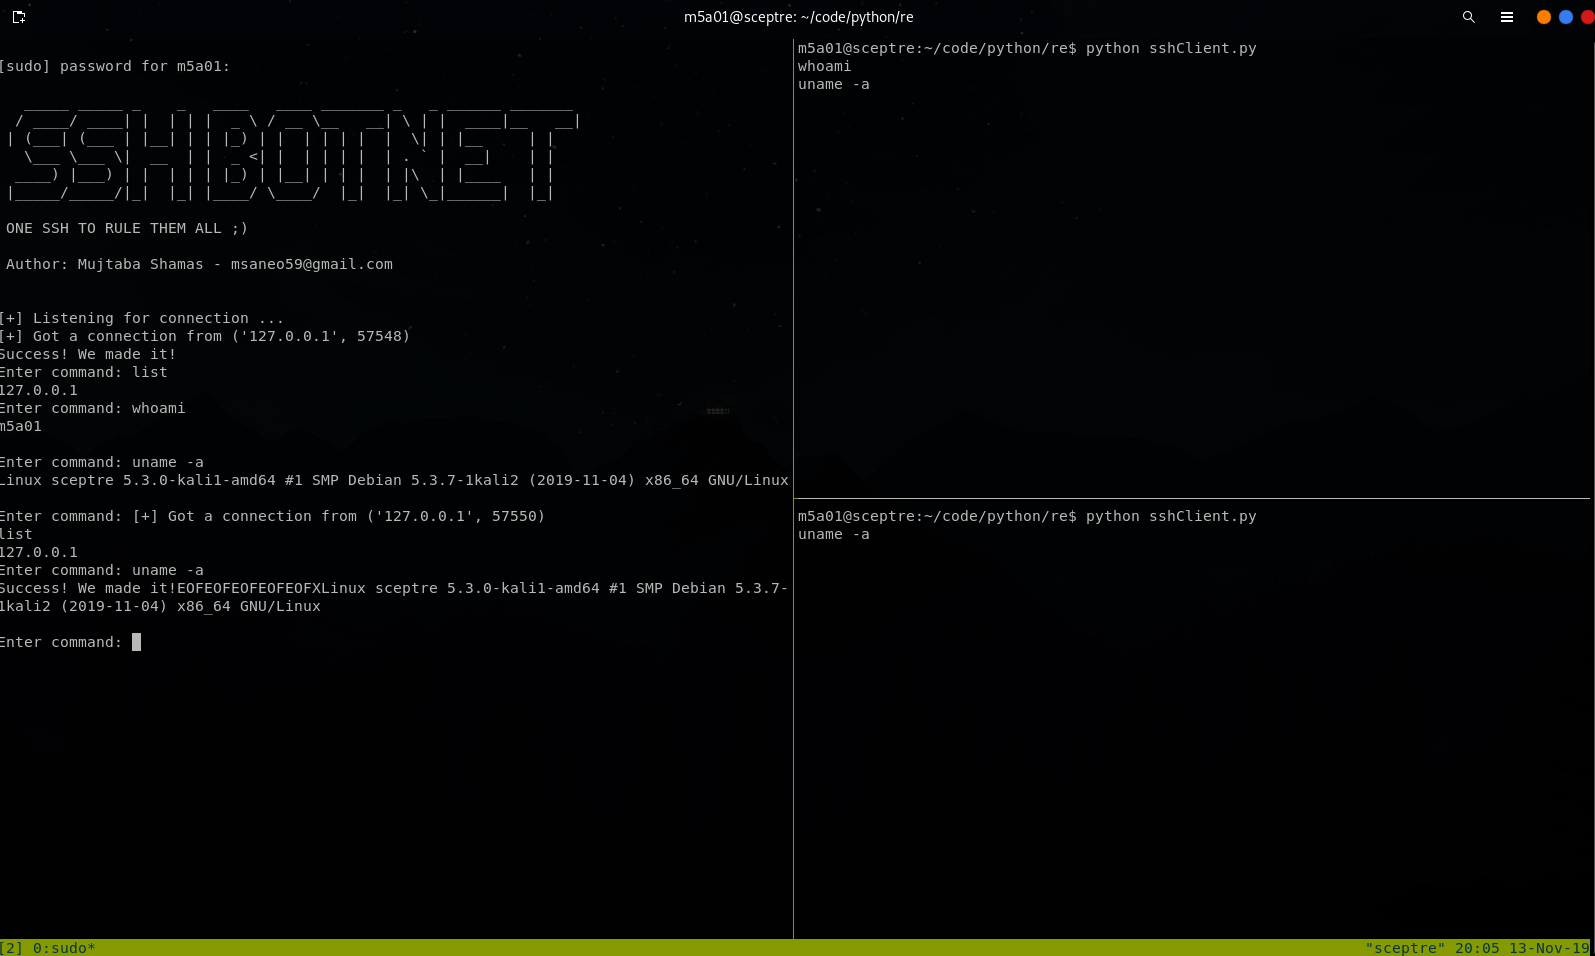 m5a01@sceptre: ~/code/python/re
[sudo] password for m5a01:
SSHBOTNET
ONE SSH TO RULE THEM ALL ;)
Author: Mujtaba Shamas - msaneo59@gmail.com
[+] Listening for connection ...
[+] Got a connection from ('127.0.0.1', 57548)
Success! We made it!
Enter command: list
127.0.0.1
Enter command: whoami
m5a01
Enter command: uname -a
Linux sceptre 5.3.0-kali1-amd64 #1 SMP Debian 5.3.7-1kali2 (2019-11-04) x86_64 GNU/Linux
Enter command: [+] Got a connection from ('127.0.0.1', 57550)
list
127.0.0.1
Enter command: uname -a
Success! We made it!EOFEOFEOFEOFEOFXLinux sceptre 5.3.0-kali1-amd64 #1 SMP Debian 5.3.7-
1kali2 (2019-11-04) x86_64 GNU/Linux
Enter command:
m5a01@sceptre:~/code/python/re$ python sshClient.py
whoami
uname -a
m5a01@sceptre:~/code/python/re$ python sshClient.py
uname -a
[2] 0:sudo*
"sceptre" 20:05 13-Nov-19